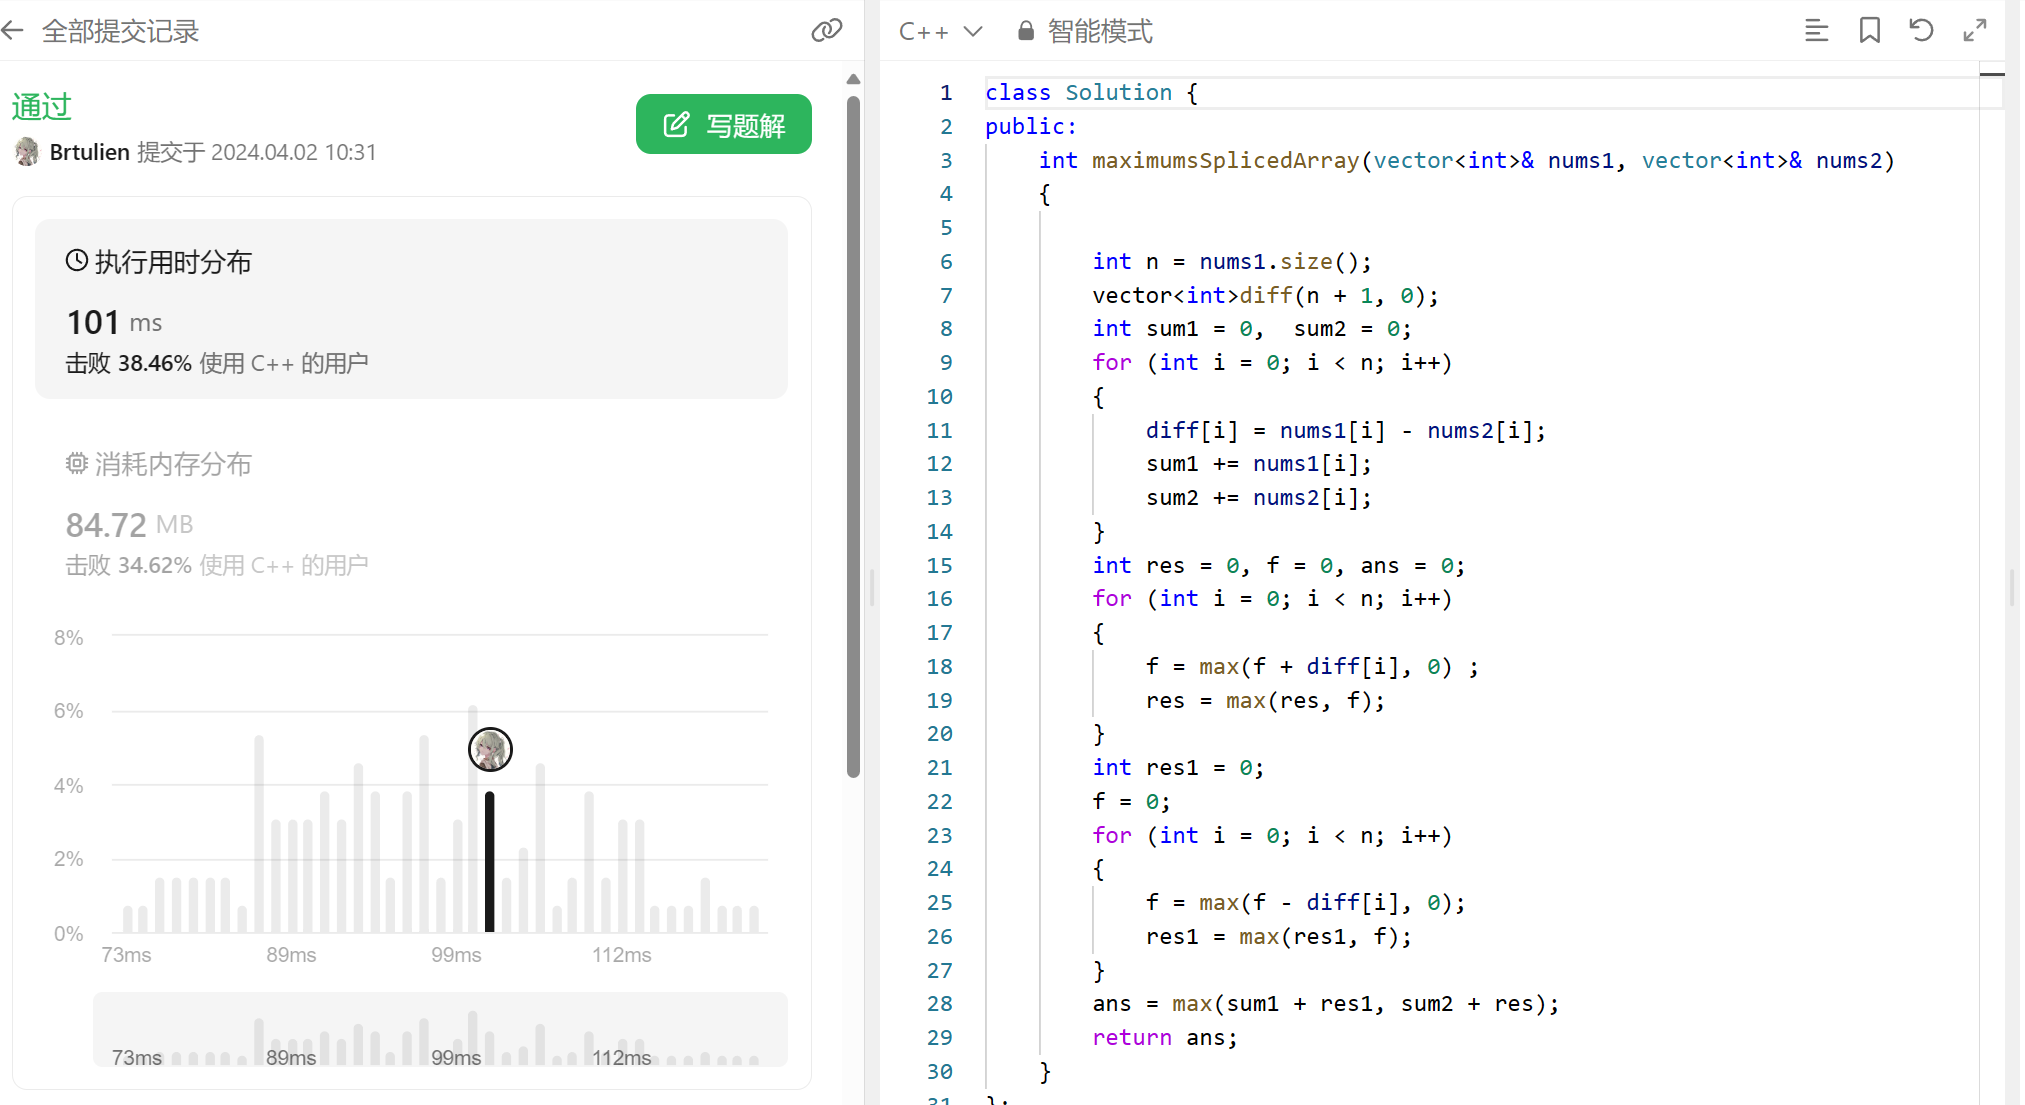 全部提交记录
通过
写题解
Brtulien 提交于 2024.04.02 10:31
执行用时分布
101 ms
击败 38.46% 使用 C++ 的用户
消耗内存分布
84.72 MB
击败 34.62% 使用 C++ 的用户
8%
6%
4%
2%
0%
73ms 89ms 99ms 112ms
73ms 89ms 99ms 112ms
C++ 智能模式
1 class Solution {
2 public:
3     int maximumsSplicedArray(vector<int>& nums1, vector<int>& nums2)
4     {
5
6         int n = nums1.size();
7         vector<int>diff(n + 1, 0);
8         int sum1 = 0,  sum2 = 0;
9         for (int i = 0; i < n; i++)
10         {
11             diff[i] = nums1[i] - nums2[i];
12             sum1 += nums1[i];
13             sum2 += nums2[i];
14         }
15         int res = 0, f = 0, ans = 0;
16         for (int i = 0; i < n; i++)
17         {
18             f = max(f + diff[i], 0) ;
19             res = max(res, f);
20         }
21         int res1 = 0;
22         f = 0;
23         for (int i = 0; i < n; i++)
24         {
25             f = max(f - diff[i], 0);
26             res1 = max(res1, f);
27         }
28         ans = max(sum1 + res1, sum2 + res);
29         return ans;
30     }
31 };